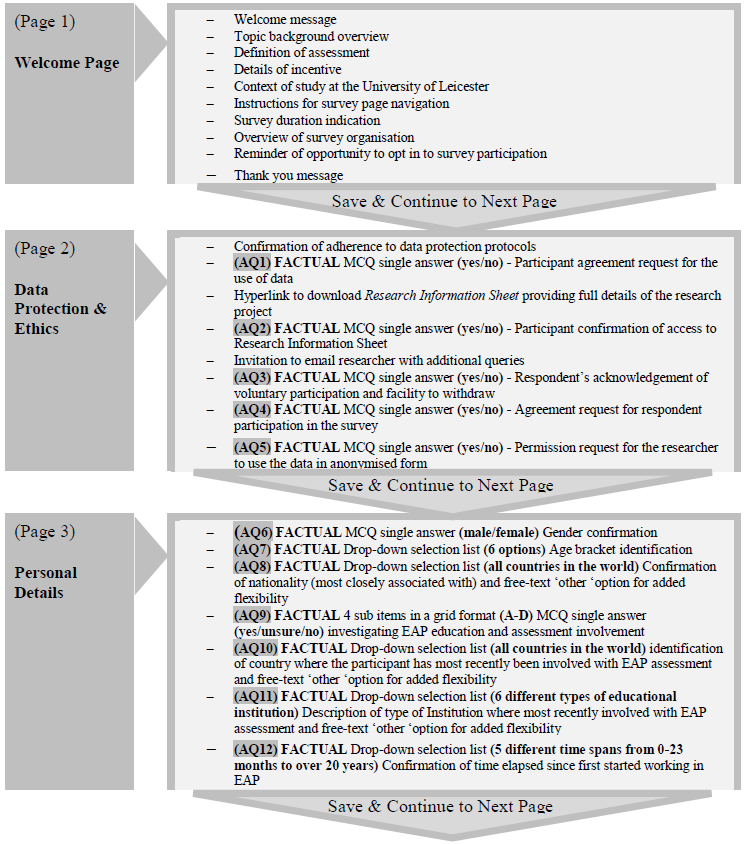 (Page 1)
Welcome Page
– Welcome message
– Topic background overview
– Definition of assessment
– Details of incentive
– Context of study at the University of Leicester
– Instructions for survey page navigation
– Survey duration indication
– Overview of survey organisation
– Reminder of opportunity to opt in to survey participation
– Thank you message
Save & Continue to Next Page
(Page 2)
Data
Protection &
Ethics
– Confirmation of adherence to data protection protocols
– (AQ1) FACTUAL MCQ single answer (yes/no) - Participant agreement request for the
use of data
– Hyperlink to download Research Information Sheet providing full details of the research
project
– (AQ2) FACTUAL MCQ single answer (yes/no) - Participant confirmation of access to
Research Information Sheet
– Invitation to email researcher with additional queries
– (AQ3) FACTUAL MCQ single answer (yes/no) - Respondent’s acknowledgement of
voluntary participation and facility to withdraw
– (AQ4) FACTUAL MCQ single answer (yes/no) - Agreement request for respondent
participation in the survey
– (AQ5) FACTUAL MCQ single answer (yes/no) - Permission request for the researcher
to use the data in anonymised form
Save & Continue to Next Page
(Page 3)
Personal
Details
– (AQ6) FACTUAL MCQ single answer (male/female) Gender confirmation
– (AQ7) FACTUAL Drop-down selection list (6 options) Age bracket identification
– (AQ8) FACTUAL Drop-down selection list (all countries in the world) Confirmation
of nationality (most closely associated with) and free-text ‘other ‘option for added
flexibility
– (AQ9) FACTUAL 4 sub items in a grid format (A-D) MCQ single answer
(yes/unsure/no) investigating EAP education and assessment involvement
– (AQ10) FACTUAL Drop-down selection list (all countries in the world) identification
of country where the participant has most recently been involved with EAP assessment
and free-text ‘other ‘option for added flexibility
– (AQ11) FACTUAL Drop-down selection list (6 different types of educational
institution) Description of type of Institution where most recently involved with EAP
assessment and free-text ‘other ‘option for added flexibility
– (AQ12) FACTUAL Drop-down selection list (5 different time spans from 0-23
months to over 20 years) Confirmation of time elapsed since first started working in
EAP
Save & Continue to Next Page